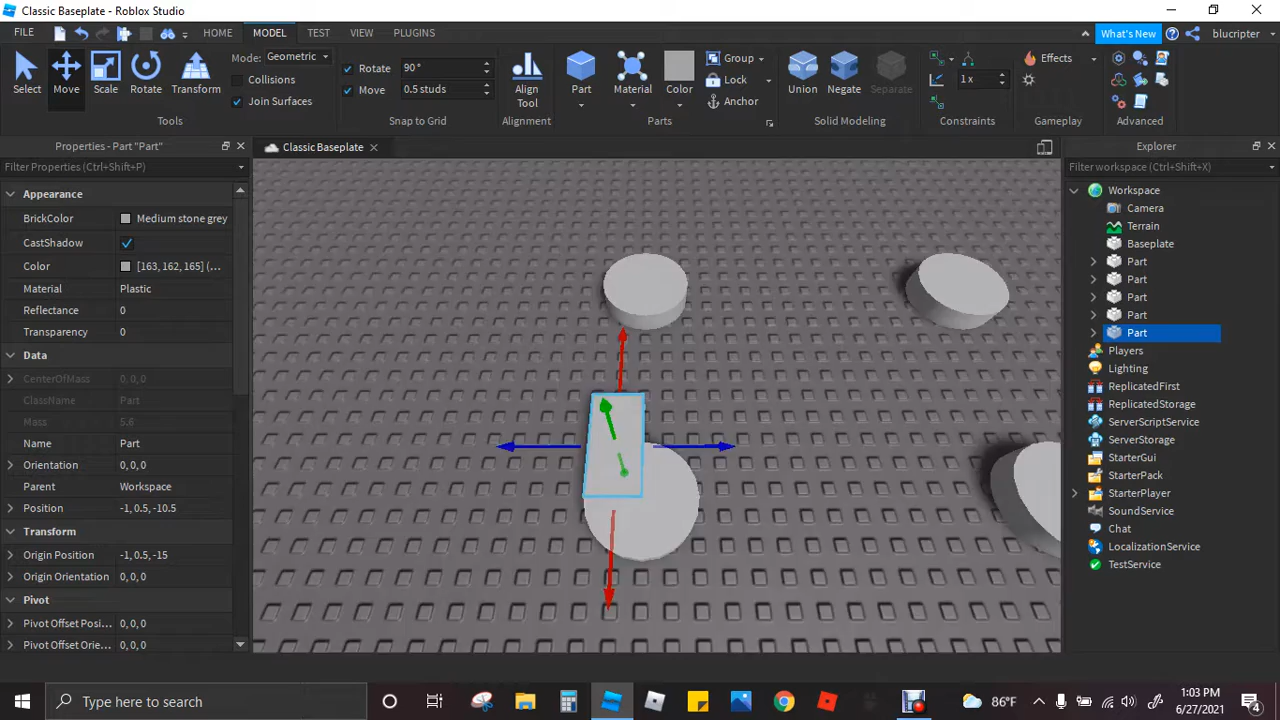 Classic Baseplate - Roblox Studio
FILE HOME MODEL TEST VIEW PLUGINS What's New blucripter
Select Move Scale Rotate Transform
Mode: Geometric
Collisions
Join Surfaces
Tools
Rotate 90°
Move 0.5 studs
Snap to Grid
Align Tool
Alignment
Part Material Color
Group
Lock
Anchor
Parts
Union Negate Separate
Solid Modeling
1 x
Constraints
Effects
Gameplay
Advanced
Properties - Part "Part"
Filter Properties (Ctrl+Shift+P)
Appearance
BrickColor Medium stone grey
CastShadow
Color [163, 162, 165] (...
Material Plastic
Reflectance 0
Transparency 0
Data
CenterOfMass 0, 0, 0
ClassName Part
Mass 5.6
Name Part
Orientation 0, 0, 0
Parent Workspace
Position -1, 0.5, -10.5
Transform
Origin Position -1, 0.5, -15
Origin Orientation 0, 0, 0
Pivot
Pivot Offset Posi... 0, 0, 0
Pivot Offset Orie... 0, 0, 0
Classic Baseplate
Explorer
Filter workspace (Ctrl+Shift+X)
Workspace
Camera
Terrain
Baseplate
Part
Part
Part
Part
Part
Players
Lighting
ReplicatedFirst
ReplicatedStorage
ServerScriptService
ServerStorage
StarterGui
StarterPack
StarterPlayer
SoundService
Chat
LocalizationService
TestService
Type here to search
86°F
1:03 PM
6/27/2021
4